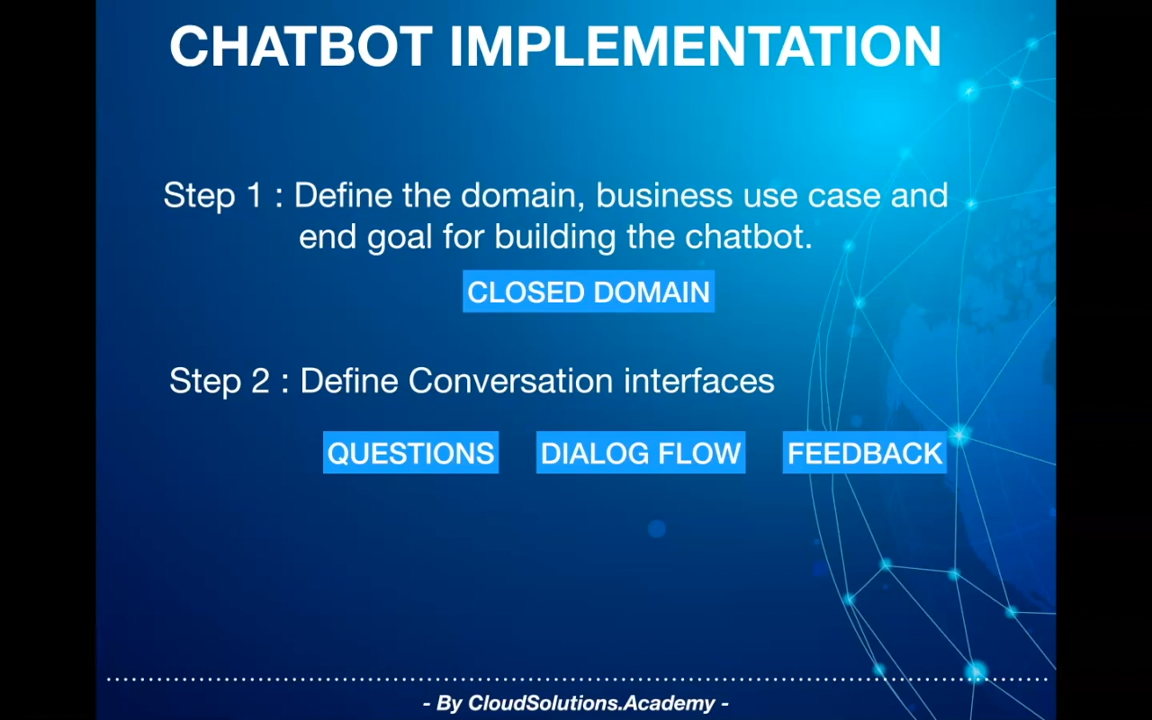 CHATBOT IMPLEMENTATION
Step 1 : Define the domain, business use case and
end goal for building the chatbot.
CLOSED DOMAIN
Step 2 : Define Conversation interfaces
QUESTIONS DIALOG FLOW FEEDBACK
- By CloudSolutions.Academy -